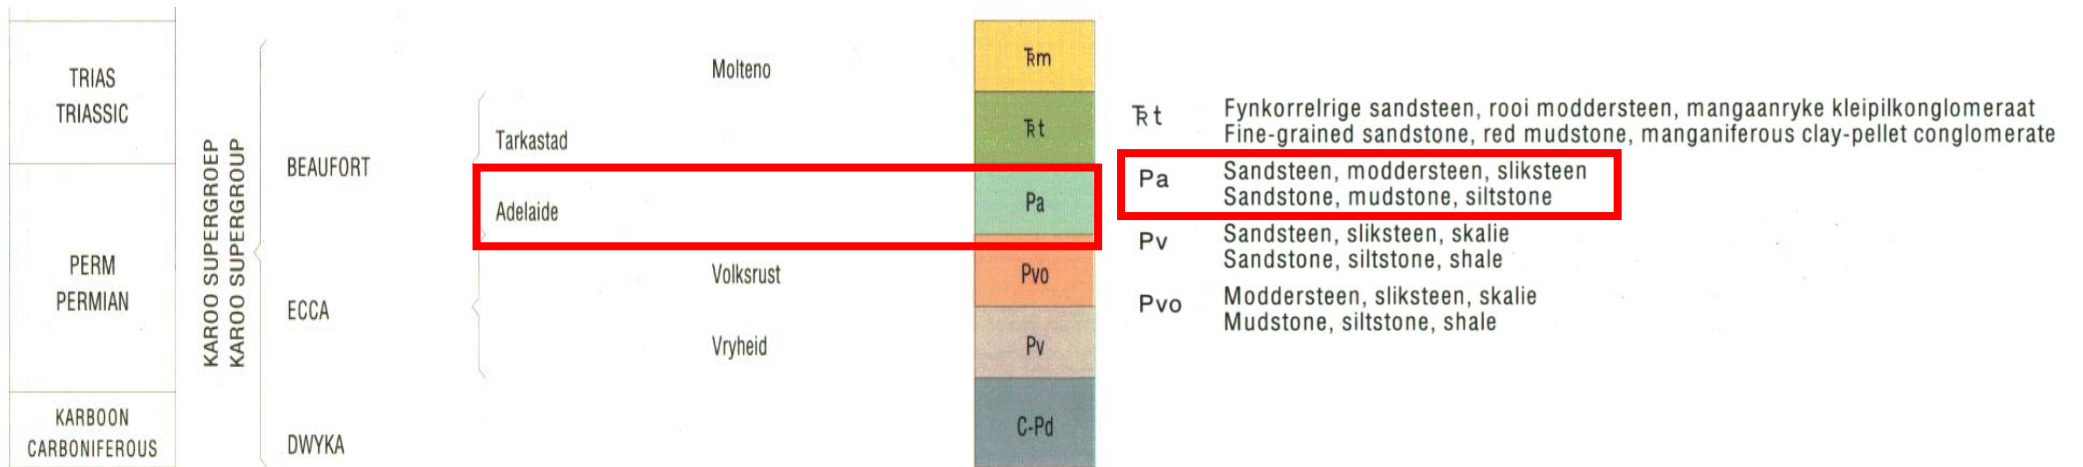 TRIAS
TRIASSIC
PERM
PERMIAN
KARBOON
CARBONIFEROUS
KAROO SUPERGROEP
KAROO SUPERGROUP
BEAUFORT
ECCA
DWYKA
Tarkastad
Adelaide
Molteno
Volksrust
Vryheid
Ꞧm
Ꞧt
Pa
Pvo
Pv
C-Pd
Ꞧt
Fynkorrelrige sandsteen, rooi moddersteen, mangaanryke kleipilkonglomeraat
Fine-grained sandstone, red mudstone, manganiferous clay-pellet conglomerate
Pa
Sandsteen, moddersteen, sliksteen
Sandstone, mudstone, siltstone
Pv
Sandsteen, sliksteen, skalie
Sandstone, siltstone, shale
Pvo
Moddersteen, sliksteen, skalie
Mudstone, siltstone, shale